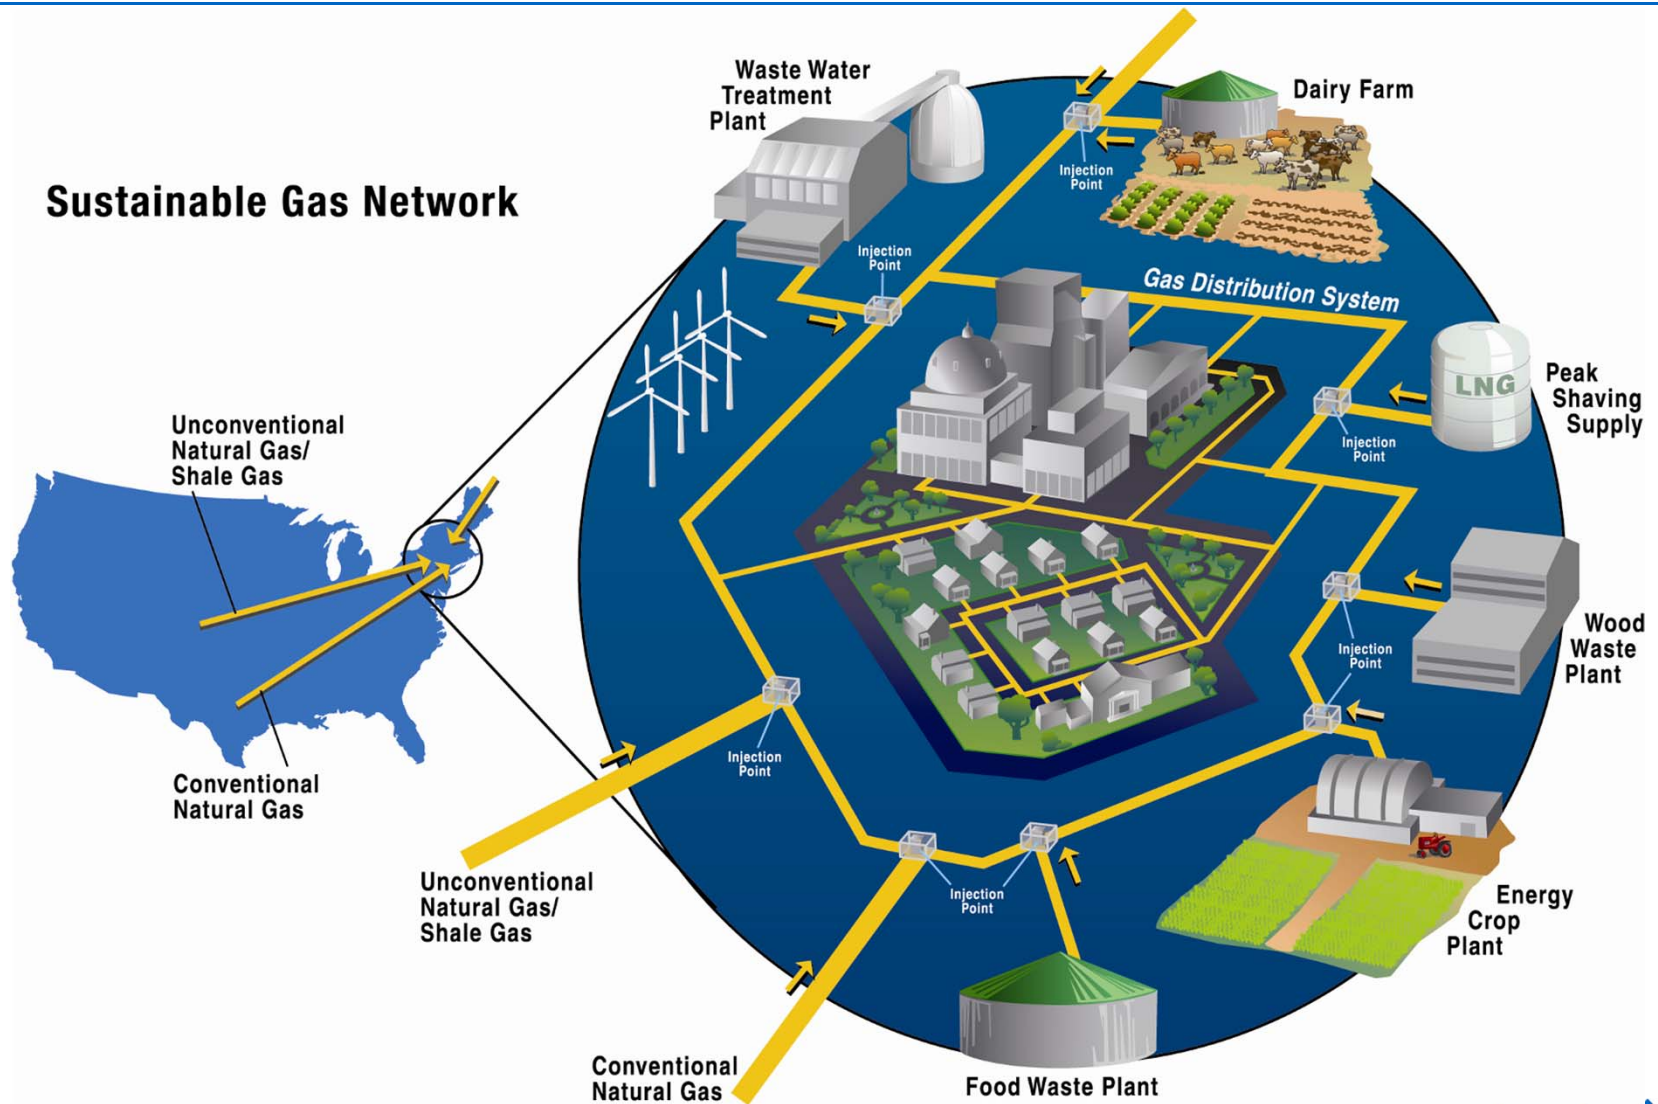 Sustainable Gas Network
Waste Water
Treatment
Plant
Dairy Farm
Injection
Point
Injection
Point
Gas Distribution System
LNG
Peak
Shaving
Supply
Injection
Point
Unconventional
Natural Gas/
Shale Gas
Conventional
Natural Gas
Wood
Waste
Plant
Injection
Point
Injection
Point
Unconventional
Natural Gas/
Shale Gas
Injection
Point
Energy
Crop
Plant
Conventional
Natural Gas
Food Waste Plant